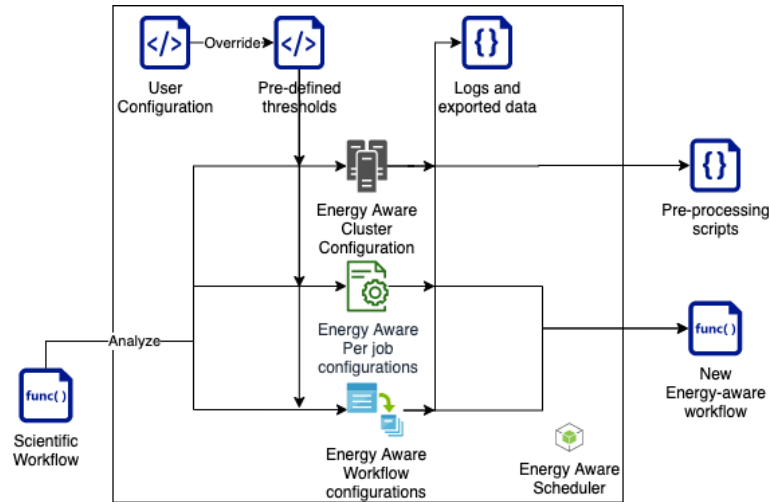 </>
Override
</>
{}
User
Configuration
Pre-defined
thresholds
Logs and
exported data
{}
Energy Aware
Cluster
Configuration
Pre-processing
scripts
Analyze
Energy Aware
Per job
configurations
func( )
New
Energy-aware
workflow
func( )
Scientific
Workflow
Energy Aware
Workflow
configurations
Energy Aware
Scheduler